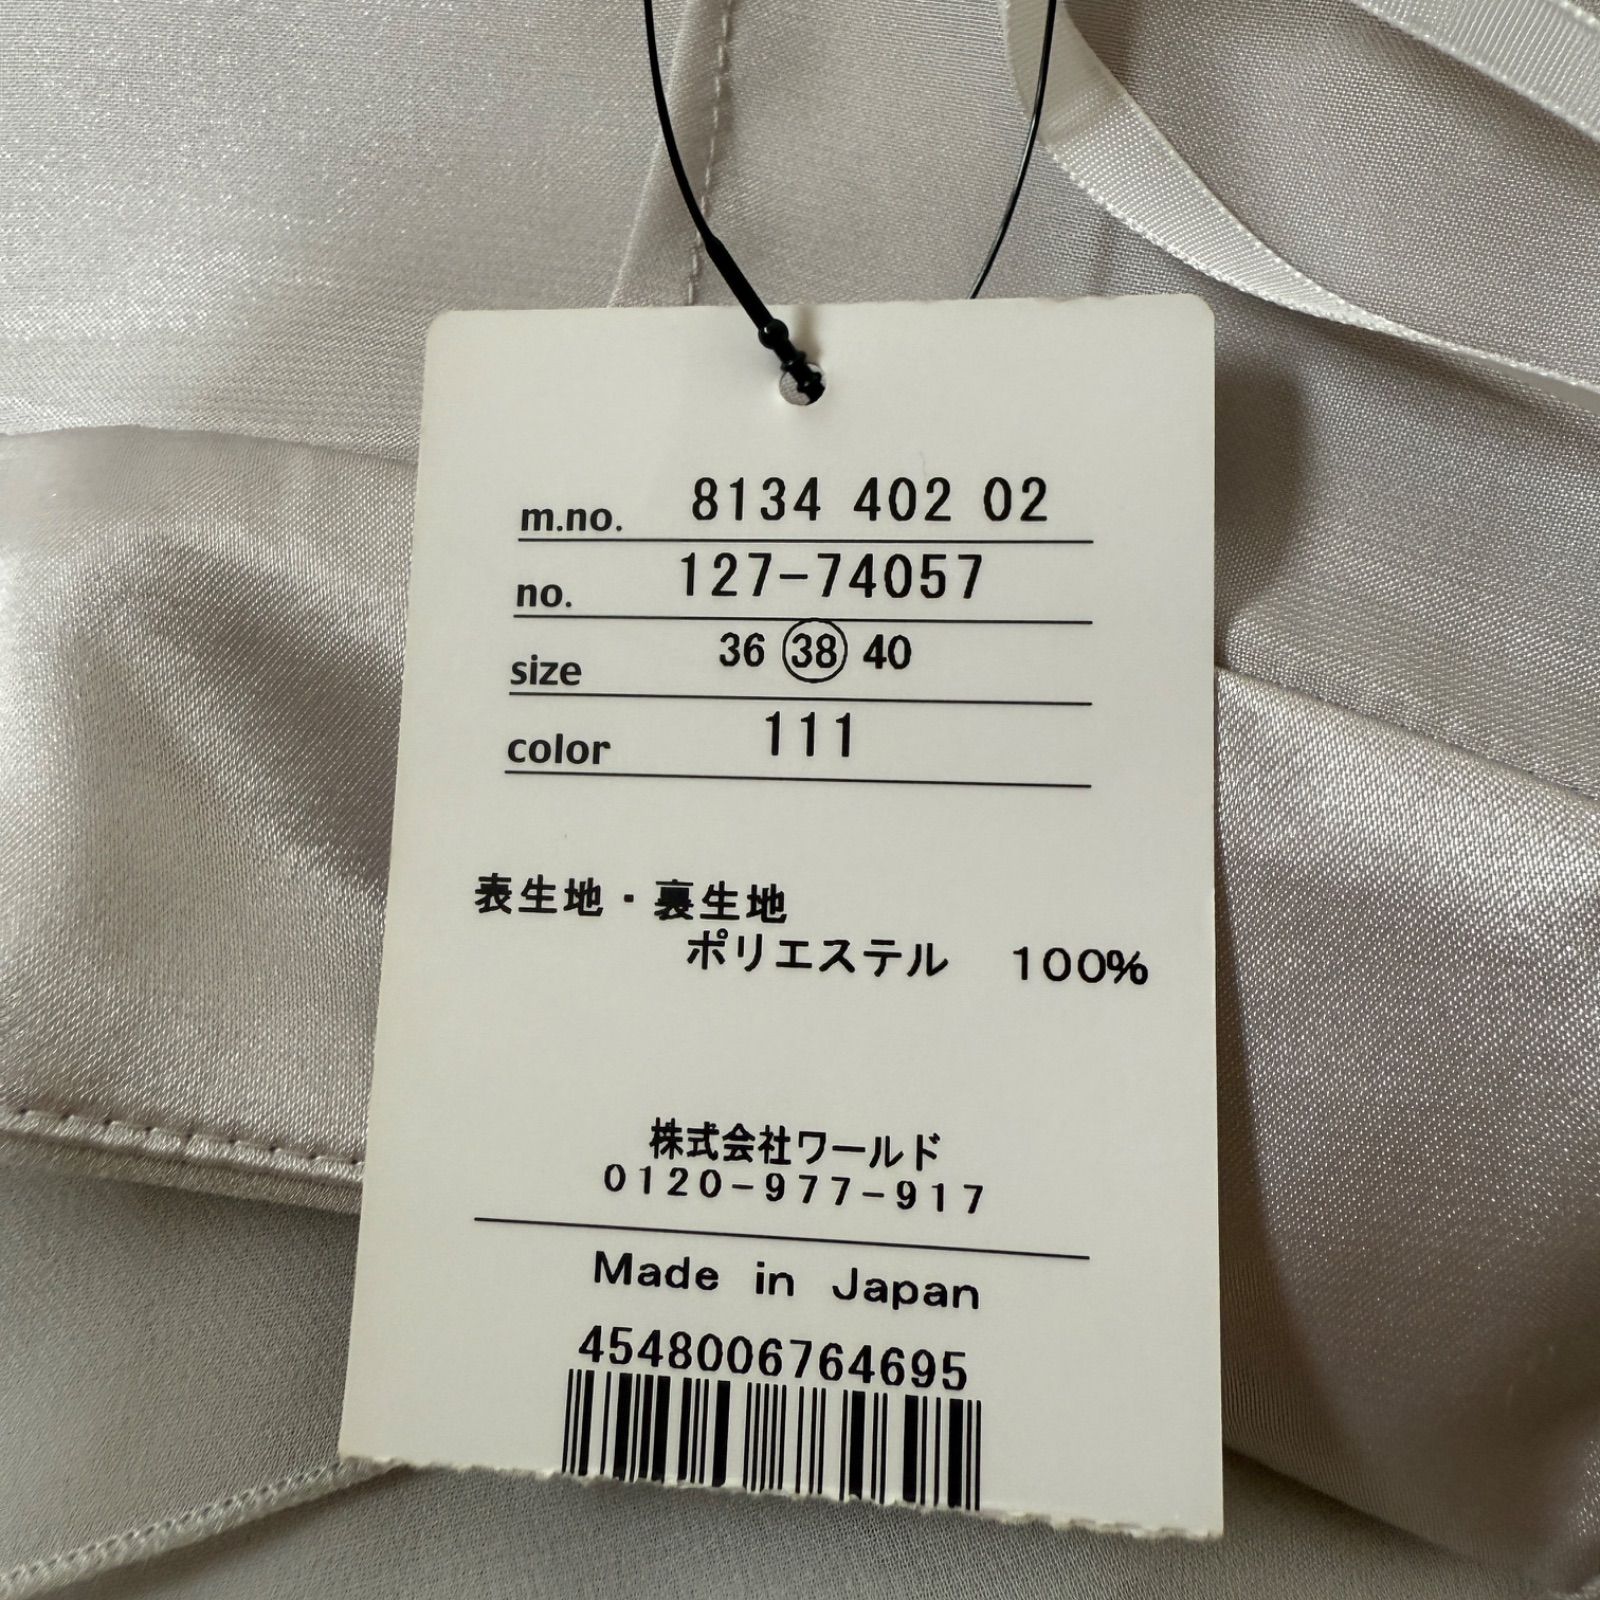 m.no. 8134 402 02
no. 127-74057
size 36 38 40
color 111
表生地・裏生地
ポリエステル 100%
株式会社ワールド
0120-977-917
Made in Japan
4548006764695